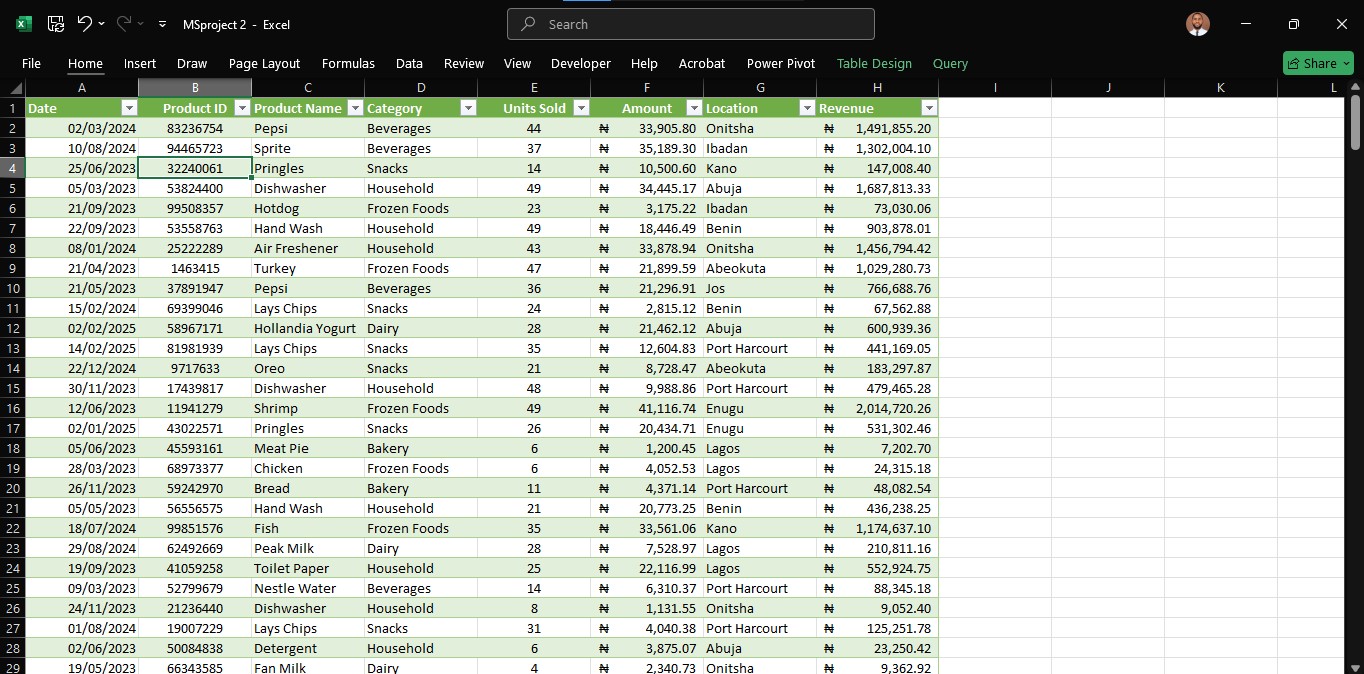 MSproject 2 - Excel
Search
File Home Insert Draw Page Layout Formulas Data Review View Developer Help Acrobat Power Pivot Table Design Query Share
A B C D E F G H I J K L
1 Date Product ID Product Name Category Units Sold Amount Location Revenue
2 02/03/2024 83236754 Pepsi Beverages 44 ₦ 33,905.80 Onitsha ₦ 1,491,855.20
3 10/08/2024 94465723 Sprite Beverages 37 ₦ 35,189.30 Ibadan ₦ 1,302,004.10
4 25/06/2023 32240061 Pringles Snacks 14 ₦ 10,500.60 Kano ₦ 147,008.40
5 05/03/2023 53824400 Dishwasher Household 49 ₦ 34,445.17 Abuja ₦ 1,687,813.33
6 21/09/2023 99508357 Hotdog Frozen Foods 23 ₦ 3,175.22 Ibadan ₦ 73,030.06
7 22/09/2023 53558763 Hand Wash Household 49 ₦ 18,446.49 Benin ₦ 903,878.01
8 08/01/2024 25222289 Air Freshener Household 43 ₦ 33,878.94 Onitsha ₦ 1,456,794.42
9 21/04/2023 1463415 Turkey Frozen Foods 47 ₦ 21,899.59 Abeokuta ₦ 1,029,280.73
10 21/05/2023 37891947 Pepsi Beverages 36 ₦ 21,296.91 Jos ₦ 766,688.76
11 15/02/2024 69399046 Lays Chips Snacks 24 ₦ 2,815.12 Benin ₦ 67,562.88
12 02/02/2025 58967171 Hollandia Yogurt Dairy 28 ₦ 21,462.12 Abuja ₦ 600,939.36
13 14/02/2025 81981939 Lays Chips Snacks 35 ₦ 12,604.83 Port Harcourt ₦ 441,169.05
14 22/12/2024 9717633 Oreo Snacks 21 ₦ 8,728.47 Abeokuta ₦ 183,297.87
15 30/11/2023 17439817 Dishwasher Household 48 ₦ 9,988.86 Port Harcourt ₦ 479,465.28
16 12/06/2023 11941279 Shrimp Frozen Foods 49 ₦ 41,116.74 Enugu ₦ 2,014,720.26
17 02/01/2025 43022571 Pringles Snacks 26 ₦ 20,434.71 Enugu ₦ 531,302.46
18 05/06/2023 45593161 Meat Pie Bakery 6 ₦ 1,200.45 Lagos ₦ 7,202.70
19 28/03/2023 68973377 Chicken Frozen Foods 6 ₦ 4,052.53 Lagos ₦ 24,315.18
20 26/11/2023 59242970 Bread Bakery 11 ₦ 4,371.14 Port Harcourt ₦ 48,082.54
21 05/05/2023 56556575 Hand Wash Household 21 ₦ 20,773.25 Benin ₦ 436,238.25
22 18/07/2024 99851576 Fish Frozen Foods 35 ₦ 33,561.06 Kano ₦ 1,174,637.10
23 29/08/2024 62492669 Peak Milk Dairy 28 ₦ 7,528.97 Lagos ₦ 210,811.16
24 19/09/2023 41059258 Toilet Paper Household 25 ₦ 22,116.99 Lagos ₦ 552,924.75
25 09/03/2023 52799679 Nestle Water Beverages 14 ₦ 6,310.37 Port Harcourt ₦ 88,345.18
26 24/11/2023 21236440 Dishwasher Household 8 ₦ 1,131.55 Onitsha ₦ 9,052.40
27 01/08/2024 19007229 Lays Chips Snacks 31 ₦ 4,040.38 Port Harcourt ₦ 125,251.78
28 02/06/2023 50084838 Detergent Household 6 ₦ 3,875.07 Abuja ₦ 23,250.42
29 19/05/2023 66343585 Fan Milk Dairy 4 ₦ 2,340.73 Onitsha ₦ 9,362.92